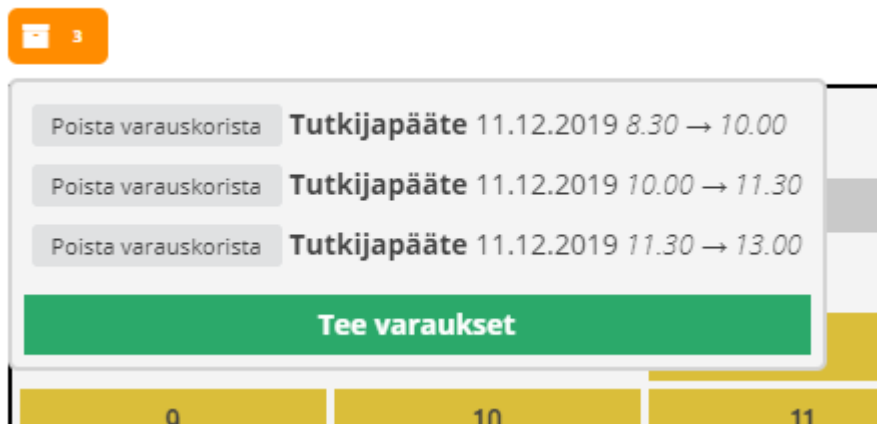 3
Poista varauskorista Tutkijapääte 11.12.2019 8.30 → 10.00
Poista varauskorista Tutkijapääte 11.12.2019 10.00 → 11.30
Poista varauskorista Tutkijapääte 11.12.2019 11.30 → 13.00
Tee varaukset
9 10 11